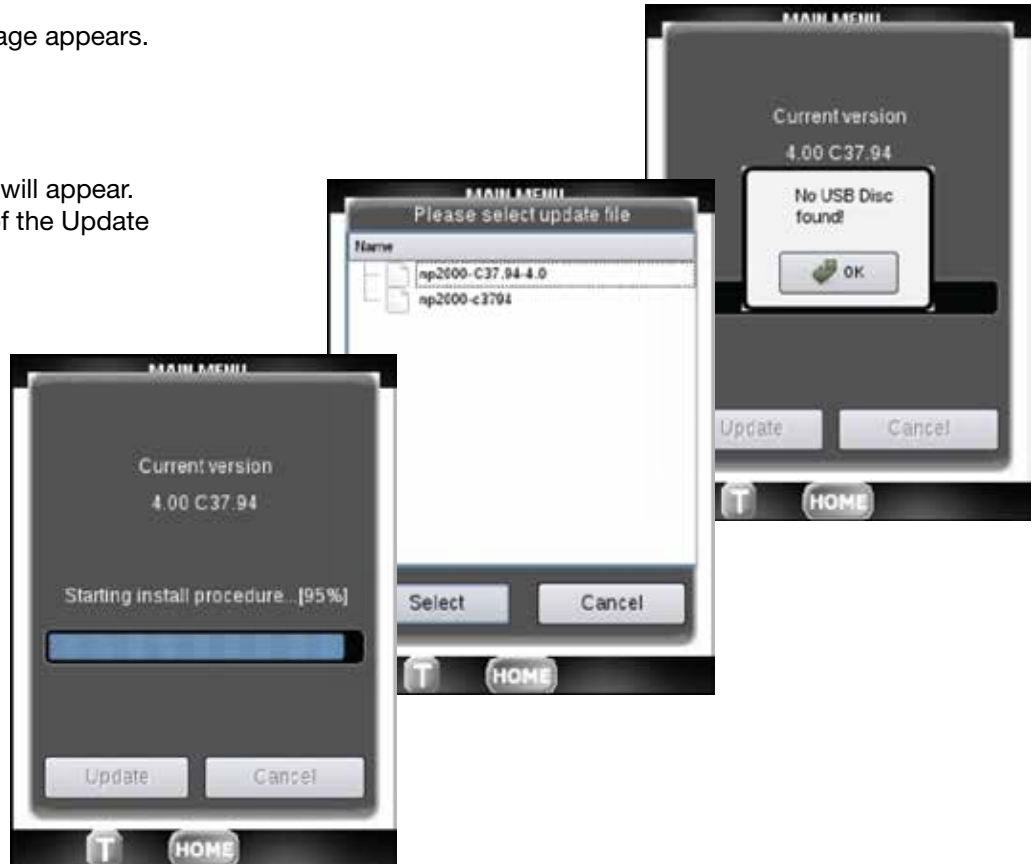 age appears.
will appear.
of the Update
MAIN MENU
Current version
4.00 C37.94
No USB Disc
found!
OK
Update
Cancel
T
HOME
MAIN MENU
Please select update file
Name
np2000-C37.94-4.0
np2000-c3794
Select
Cancel
T
HOME
MAIN MENU
Current version
4.00 C37.94
Starting install procedure...[95%]
Update
Cancel
T
HOME